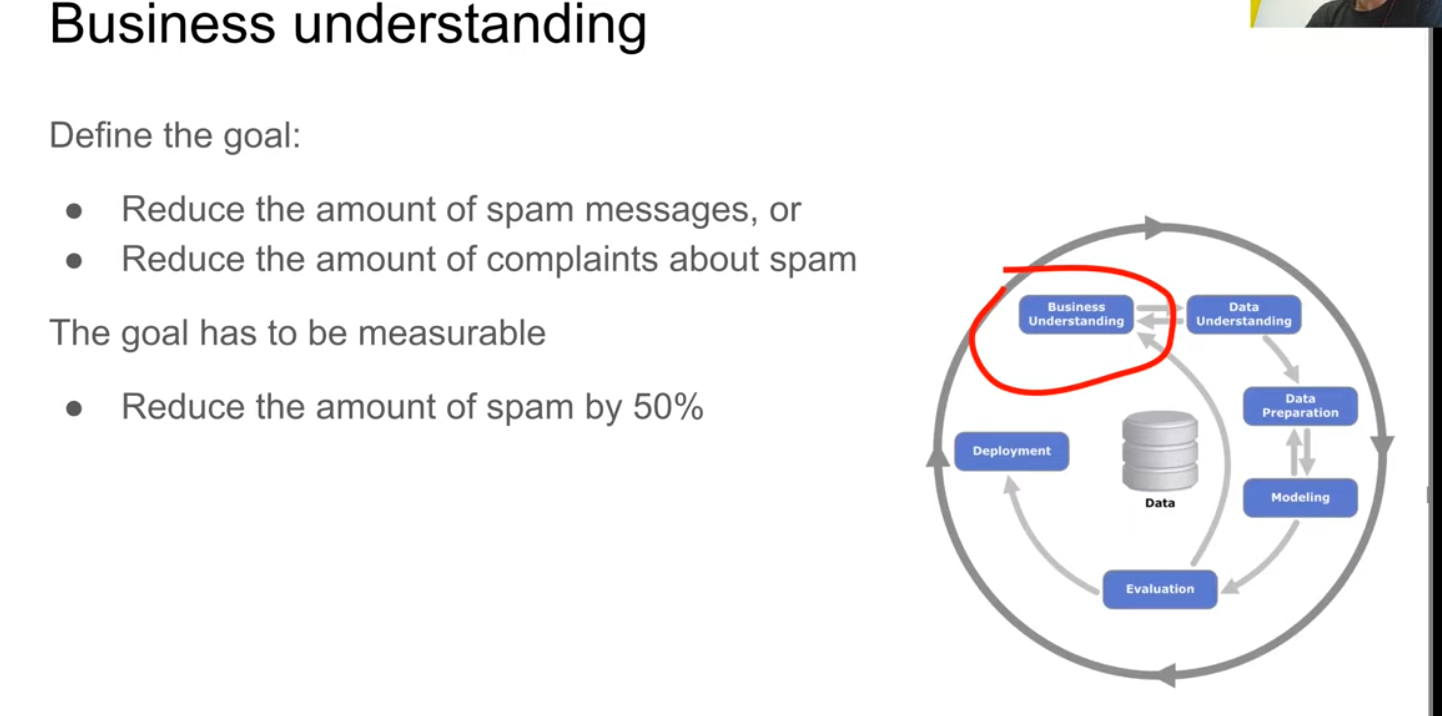 Business understanding
Define the goal:
● Reduce the amount of spam messages, or
● Reduce the amount of complaints about spam
The goal has to be measurable
● Reduce the amount of spam by 50%
Business
Understanding
Data
Understanding
Data
Preparation
Modeling
Evaluation
Deployment
Data